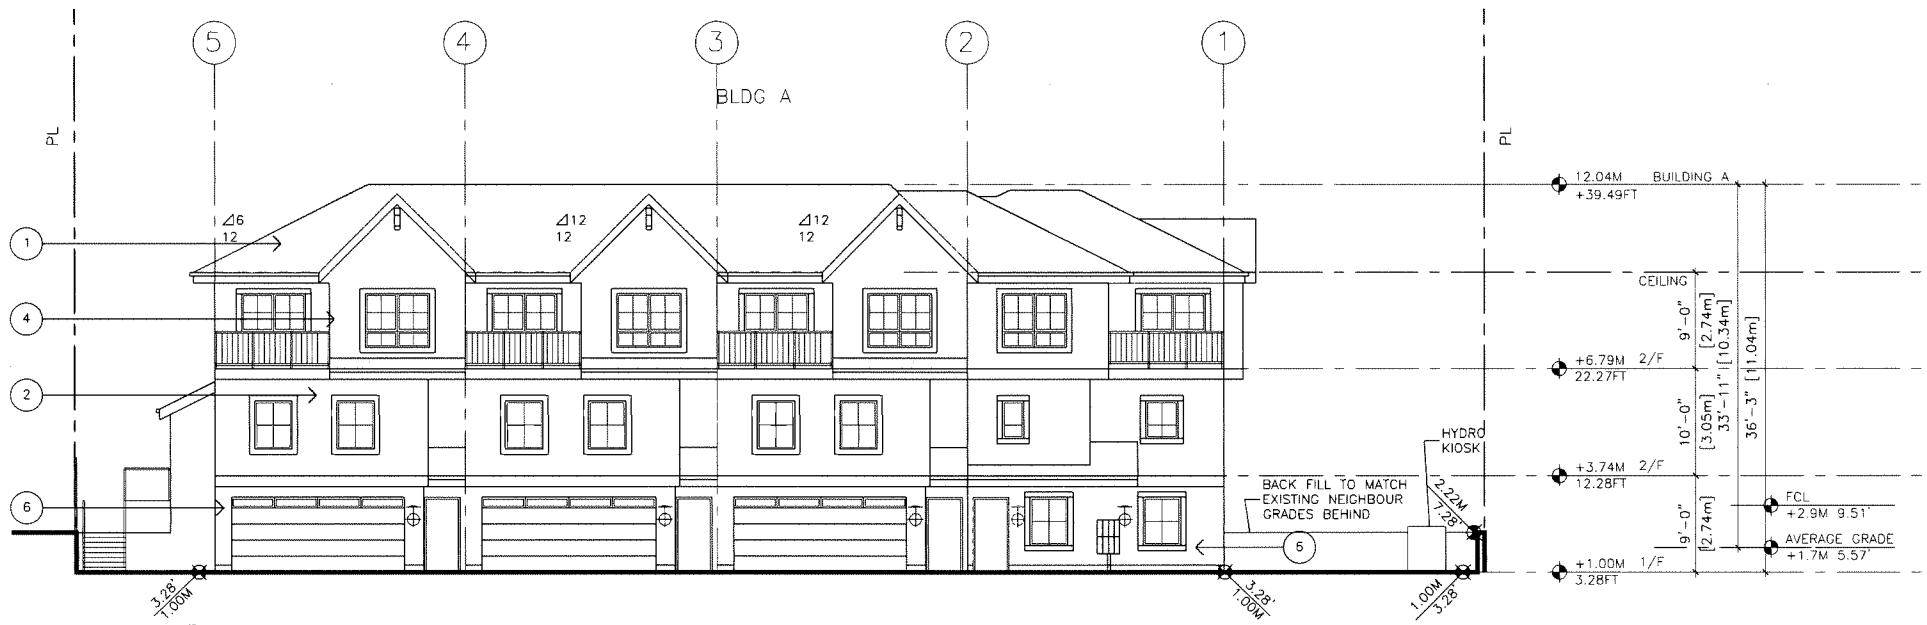 5
4
3
2
1
BLDG A
PL
PL
12.04M BUILDING A
+39.49FT
⊿6
12
⊿12
12
⊿12
12
1
CEILING
9'-0"
[2.74m]
33'-11" [10.34m]
36'-3" [11.04m]
4
+6.79M 2/F
22.27FT
2
10'-0"
[3.05m]
HYDRO
KIOSK
+3.74M 2/F
12.28FT
BACK FILL TO MATCH
EXISTING NEIGHBOUR
GRADES BEHIND
2.22M
7.28'
6
FCL
+2.9M 9.51'
9'-0"
[2.74m]
AVERAGE GRADE
+1.7M 5.57'
+1.00M 1/F
3.28FT
3.28'
1.00M
3.28'
1.00M
1.00M
3.28'